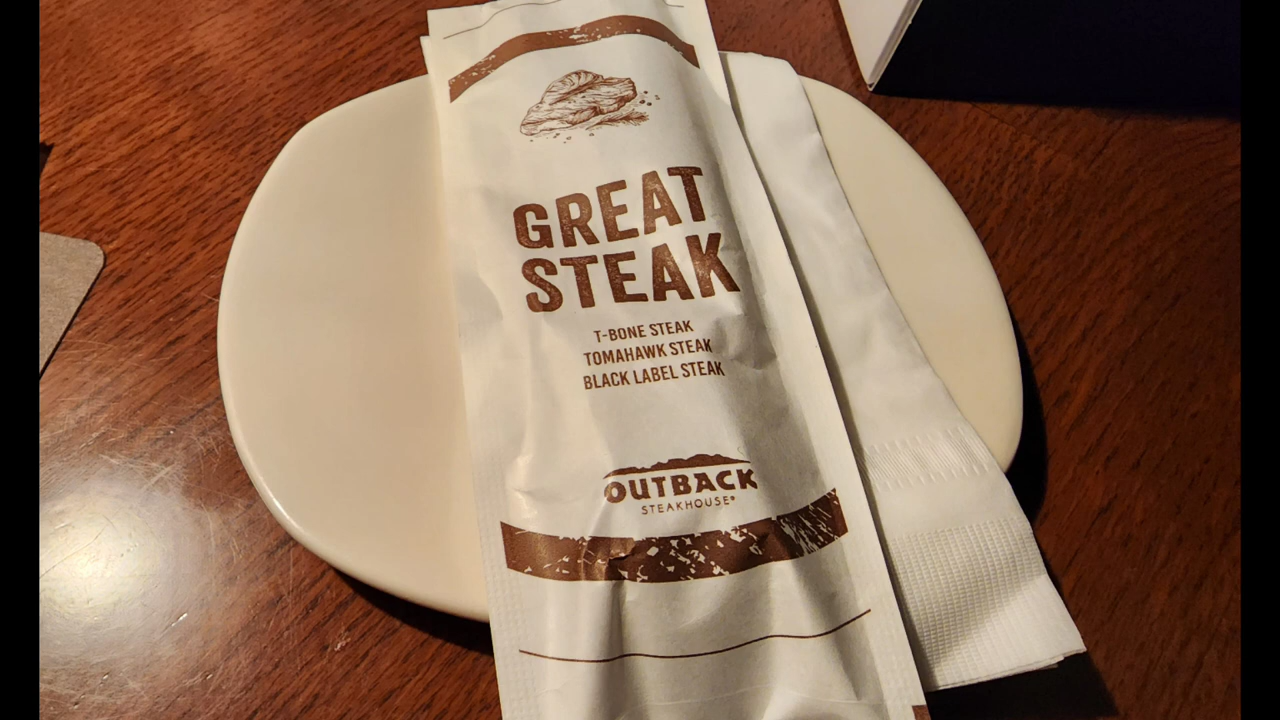 GREAT
STEAK
T-BONE STEAK
TOMAHAWK STEAK
BLACK LABEL STEAK
OUTBACK
STEAKHOUSE®